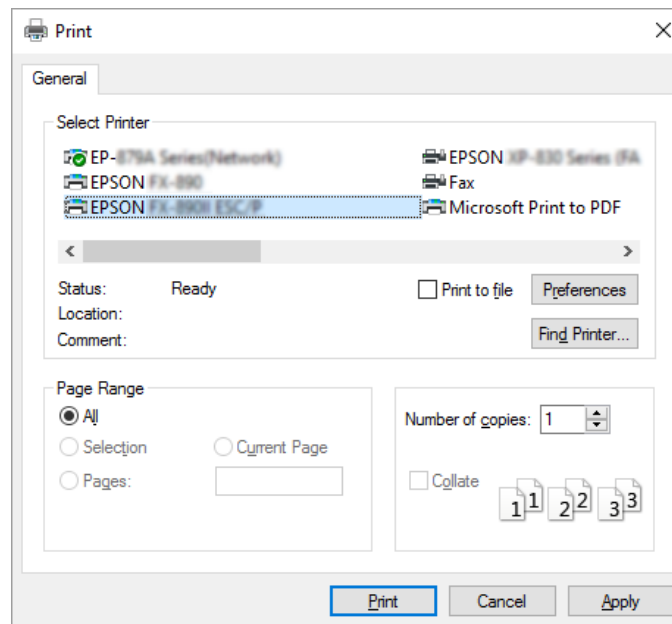 Print
General
Select Printer
EP-
EPSON
EPSON
EPSON
Fax
Microsoft Print to PDF
Status: Ready
Location:
Comment:
Print to file
Preferences
Find Printer...
Page Range
All
Selection
Current Page
Pages:
Number of copies: 1
Collate
1 1 2 2 3 3
Print Cancel Apply